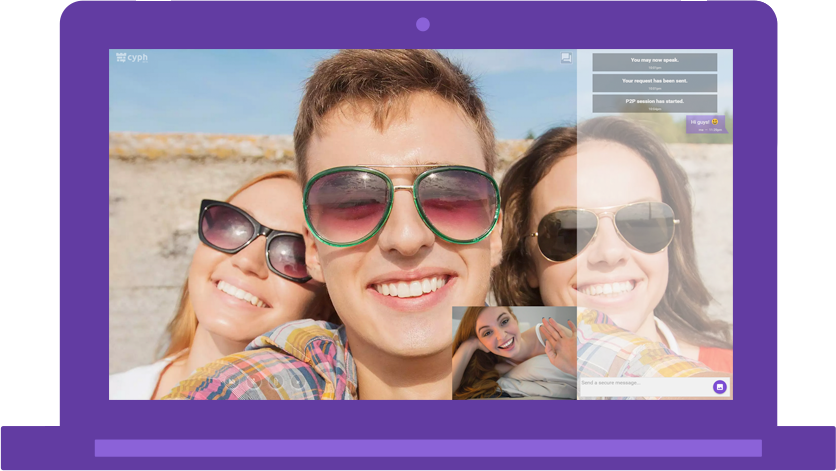 cyph
You may now speak.
Your request has been sent.
P2P session has started.
Hi guys! 😃
Send a secure message...